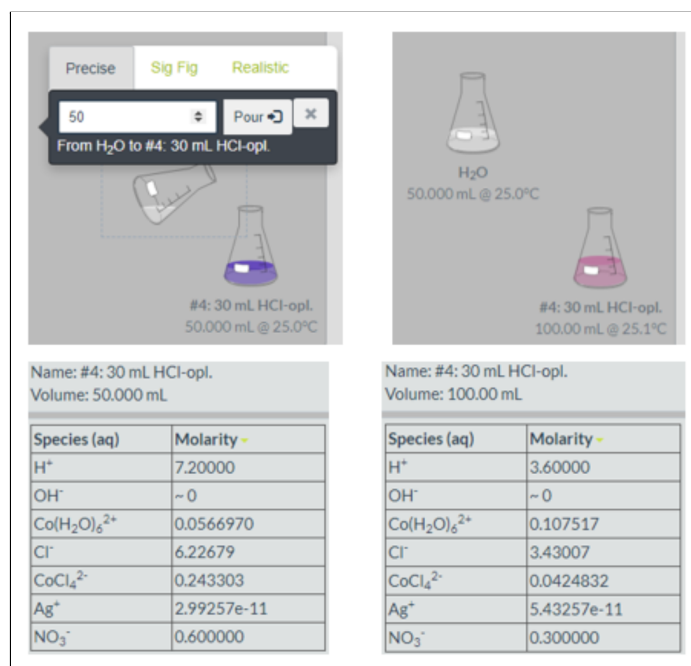 Precise Sig Fig Realistic
50 Pour
From H₂O to #4: 30 mL HCl-opl.
#4: 30 mL HCl-opl.
50.000 mL @ 25.0°C
H₂O
50.000 mL @ 25.0°C
#4: 30 mL HCl-opl.
100.00 mL @ 25.1°C
Name: #4: 30 mL HCl-opl.
Volume: 50.000 mL
Species (aq) Molarity
H⁺ 7.20000
OH⁻ ~ 0
Co(H₂O)₆²⁺ 0.0566970
Cl⁻ 6.22679
CoCl₄²⁻ 0.243303
Ag⁺ 2.99257e-11
NO₃⁻ 0.600000
Name: #4: 30 mL HCl-opl.
Volume: 100.00 mL
Species (aq) Molarity
H⁺ 3.60000
OH⁻ ~ 0
Co(H₂O)₆²⁺ 0.107517
Cl⁻ 3.43007
CoCl₄²⁻ 0.0424832
Ag⁺ 5.43257e-11
NO₃⁻ 0.300000